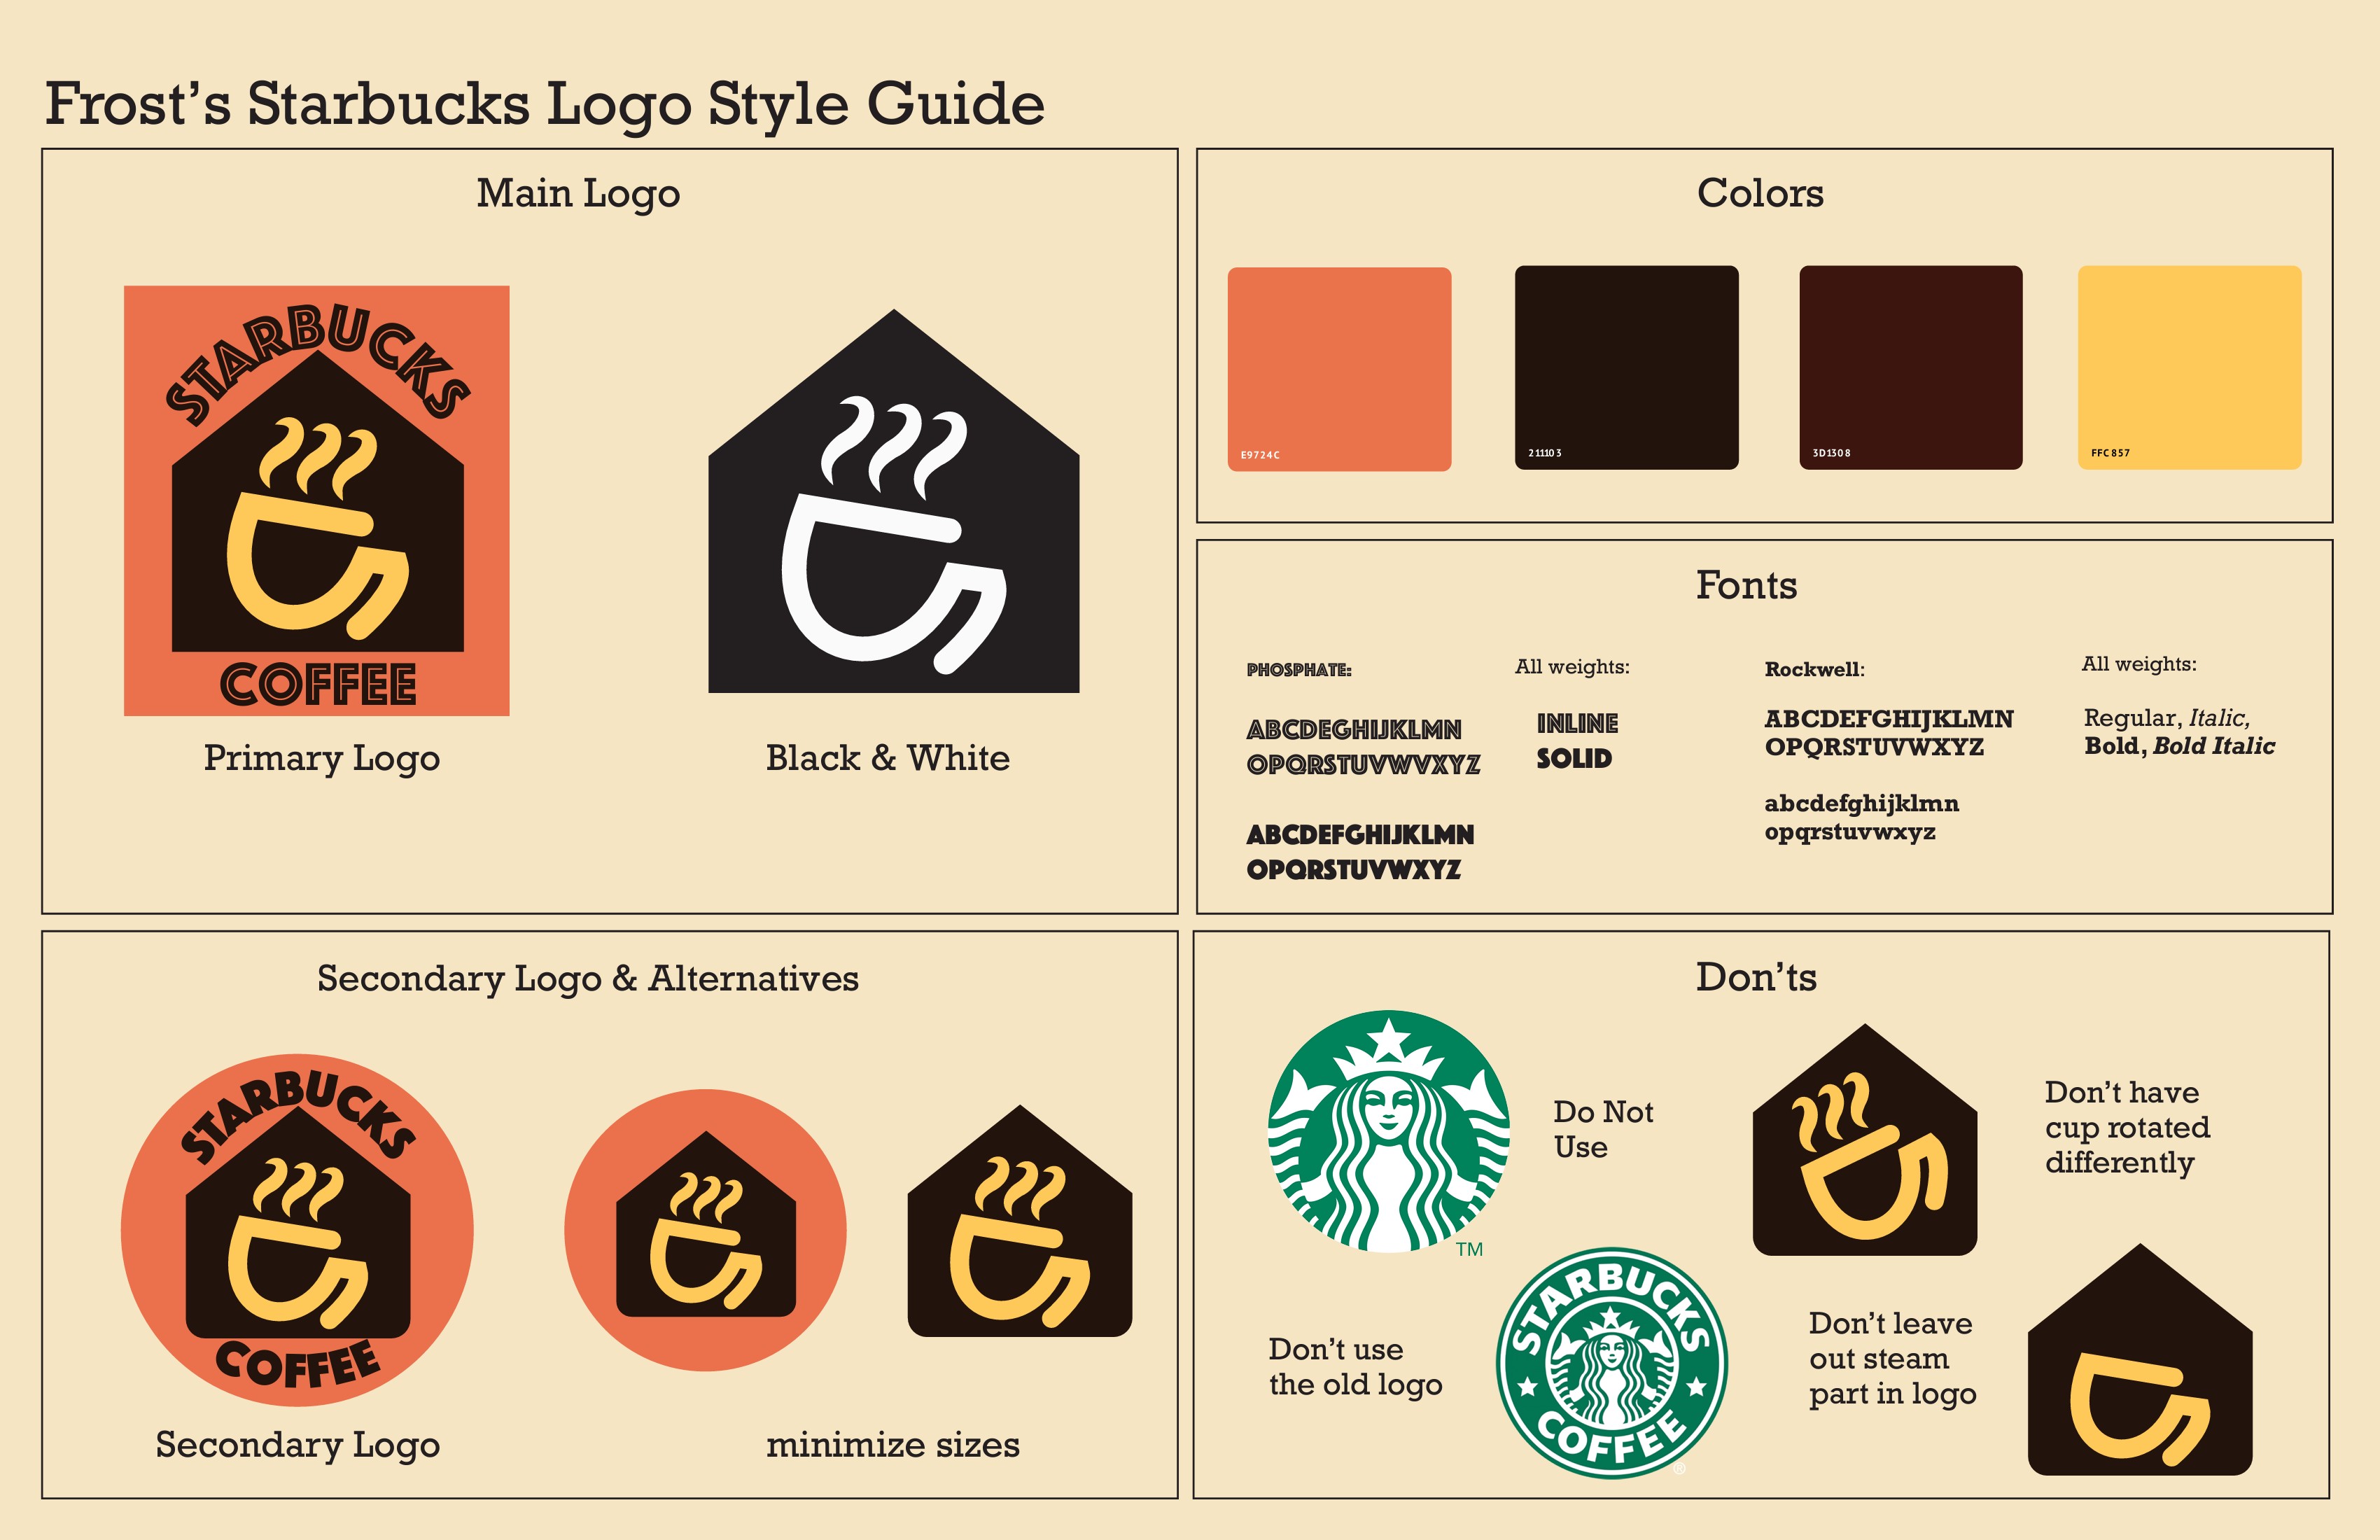 Frost's Starbucks Logo Style Guide
Main Logo
STARBUCKS
COFFEE
Primary Logo
Black & White
Colors
E9724C
211103
3D1308
FFC857
Fonts
PHOSPHATE:
ABCDEGHIJKLMN
OPQRSTUVWVXYZ
ABCDEFGHIJKLMN
OPQRSTUVWXYZ
All weights:
INLINE
SOLID
Rockwell:
ABCDEFGHIJKLMN
OPQRSTUVWXYZ
abcdefghijklmn
opqrstuvwxyz
All weights:
Regular, Italic,
Bold, Bold Italic
Secondary Logo & Alternatives
STARBUCKS
COFFEE
Secondary Logo
minimize sizes
Don'ts
TM
Do Not
Use
Don't have
cup rotated
differently
Don't use
the old logo
STARBUCKS
COFFEE
®
Don't leave
out steam
part in logo